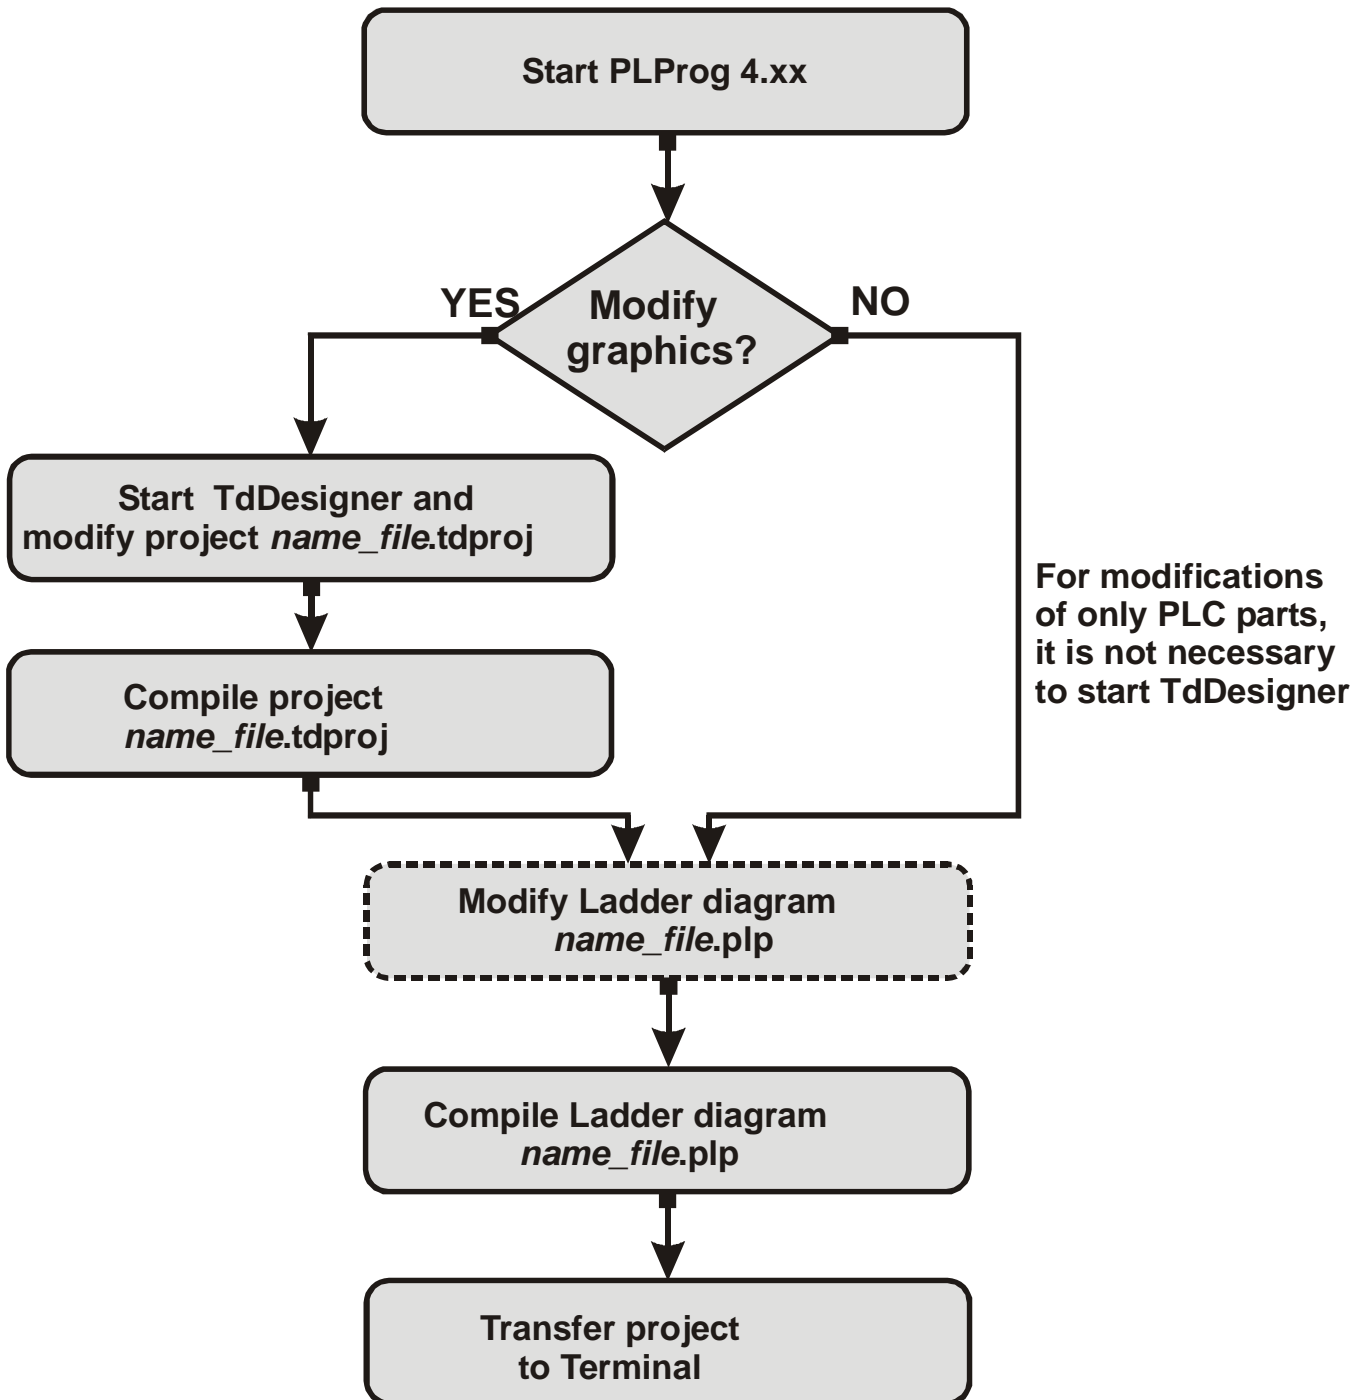 Start PLProg 4.xx
YES
Modify
graphics?
NO
Start TdDesigner and
modify project name_file.tdproj
Compile project
name_file.tdproj
For modifications
of only PLC parts,
it is not necessary
to start TdDesigner
Modify Ladder diagram
name_file.plp
Compile Ladder diagram
name_file.plp
Transfer project
to Terminal